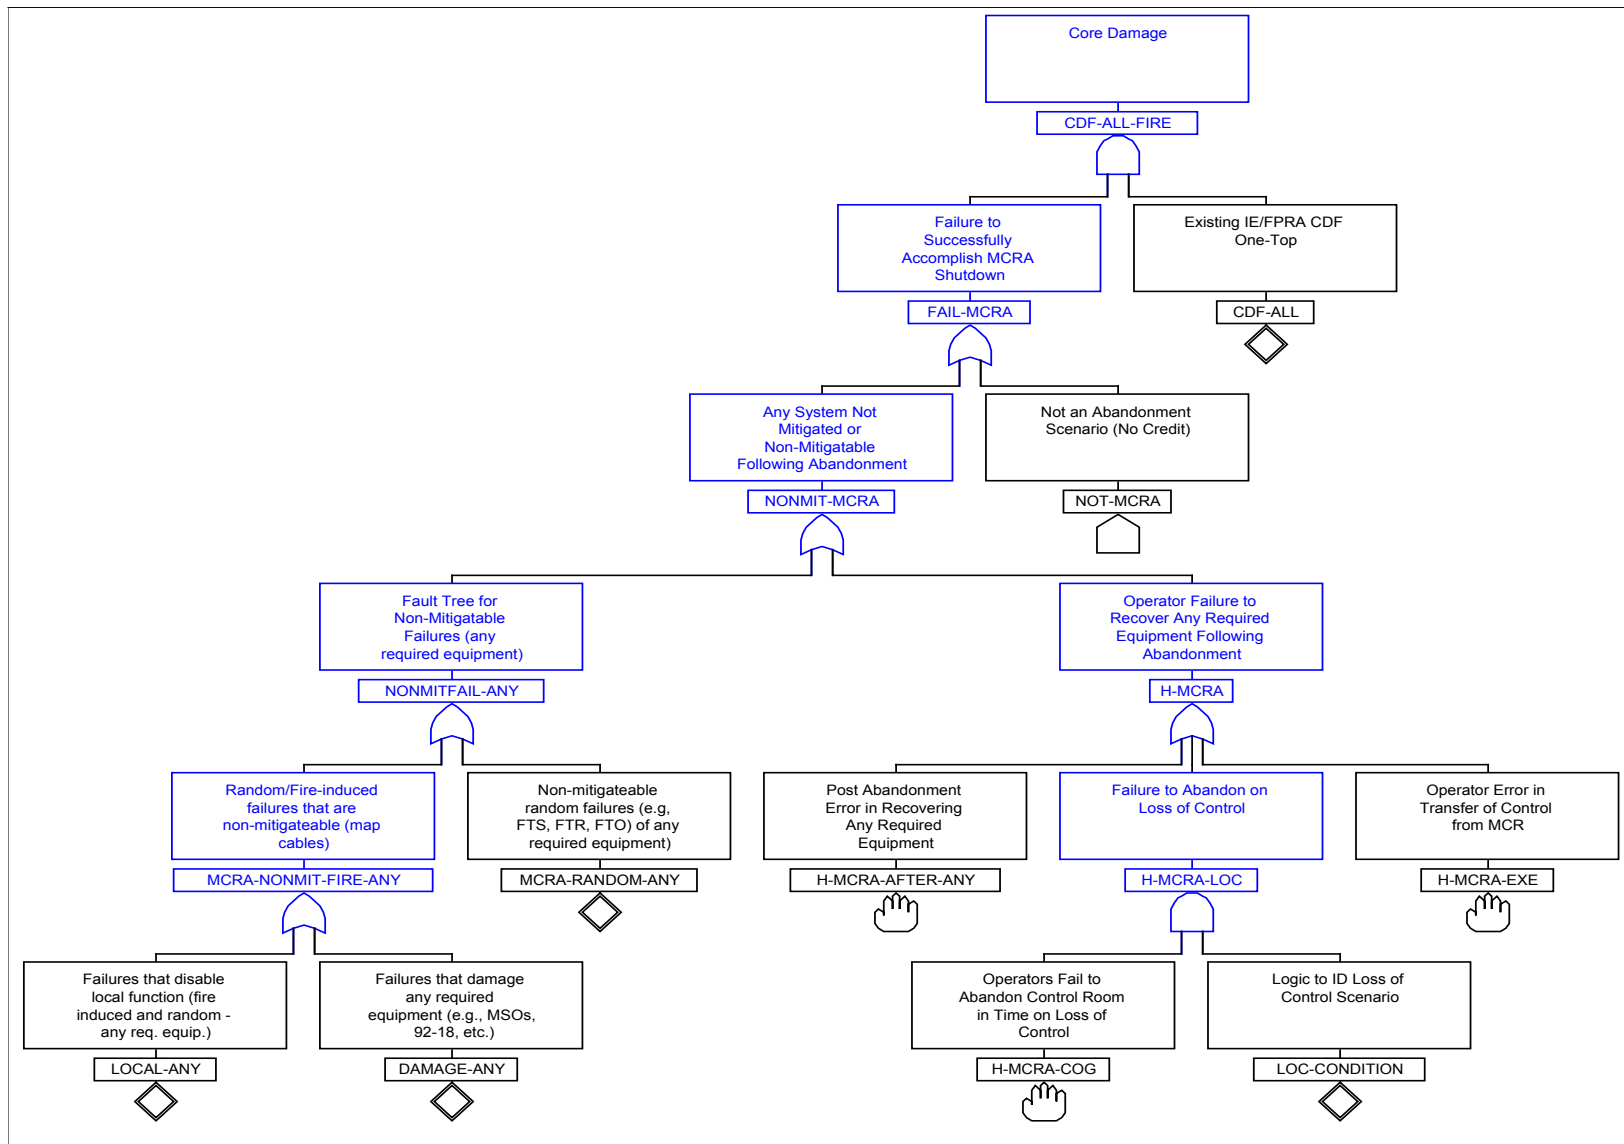 Core Damage
CDF-ALL-FIRE
Failure to
Successfully
Accomplish MCRA
Shutdown
FAIL-MCRA
Existing IE/FPRA CDF
One-Top
CDF-ALL
Any System Not
Mitigated or
Non-Mitigatable
Following Abandonment
NONMIT-MCRA
Not an Abandonment
Scenario (No Credit)
NOT-MCRA
Fault Tree for
Non-Mitigatable
Failures (any
required equipment)
NONMITFAIL-ANY
Operator Failure to
Recover Any Required
Equipment Following
Abandonment
H-MCRA
Random/Fire-induced
failures that are
non-mitigateable (map
cables)
MCRA-NONMIT-FIRE-ANY
Non-mitigateable
random failures (e.g,
FTS, FTR, FTO) of any
required equipment)
MCRA-RANDOM-ANY
Post Abandonment
Error in Recovering
Any Required
Equipment
H-MCRA-AFTER-ANY
Failure to Abandon on
Loss of Control
H-MCRA-LOC
Operator Error in
Transfer of Control
from MCR
H-MCRA-EXE
Failures that disable
local function (fire
induced and random -
any req. equip.)
LOCAL-ANY
Failures that damage
any required
equipment (e.g., MSOs,
92-18, etc.)
DAMAGE-ANY
Operators Fail to
Abandon Control Room
in Time on Loss of
Control
H-MCRA-COG
Logic to ID Loss of
Control Scenario
LOC-CONDITION